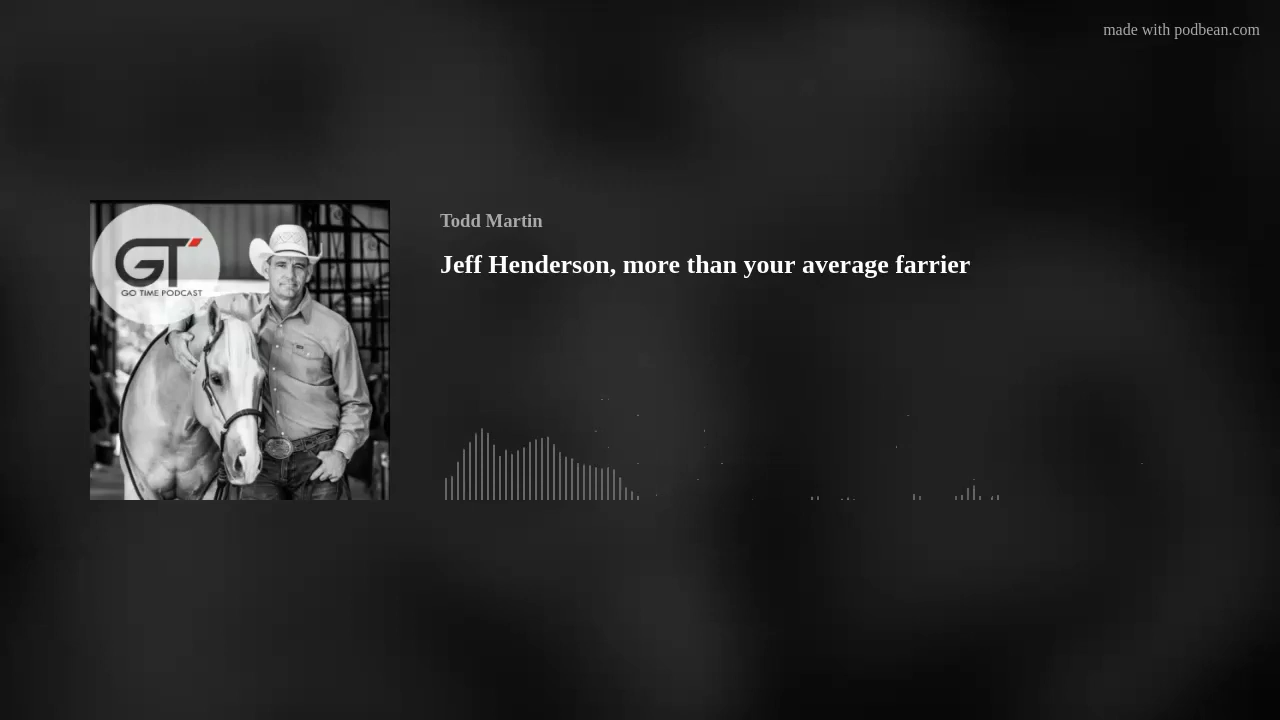 made with podbean.com
GT
GO TIME PODCAST
Todd Martin
Jeff Henderson, more than your average farrier